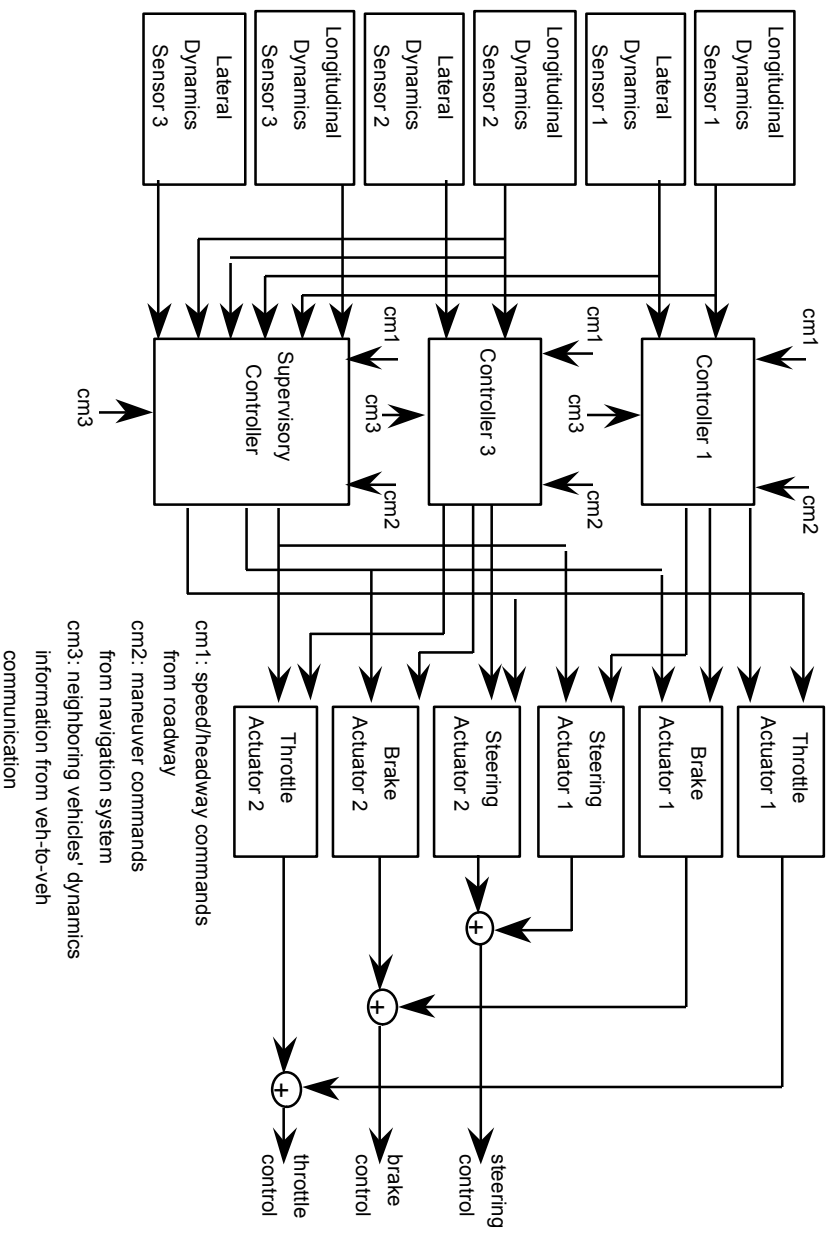 Longitudinal
Dynamics
Sensor 1
Lateral
Dynamics
Sensor 1
Longitudinal
Dynamics
Sensor 2
Lateral
Dynamics
Sensor 2
Longitudinal
Dynamics
Sensor 3
Lateral
Dynamics
Sensor 3
cm1
cm2
Controller 1
cm3
cm1
cm2
Controller 3
cm3
cm1
cm2
Supervisory
Controller
cm3
Throttle
Actuator 1
Brake
Actuator 1
Steering
Actuator 1
Steering
Actuator 2
Brake
Actuator 2
Throttle
Actuator 2
+
+
+
steering
control
brake
control
throttle
control
cm1: speed/headway commands
from roadway
cm2: maneuver commands
from navigation system
cm3: neighboring vehicles' dynamics
information from veh-to-veh
communication